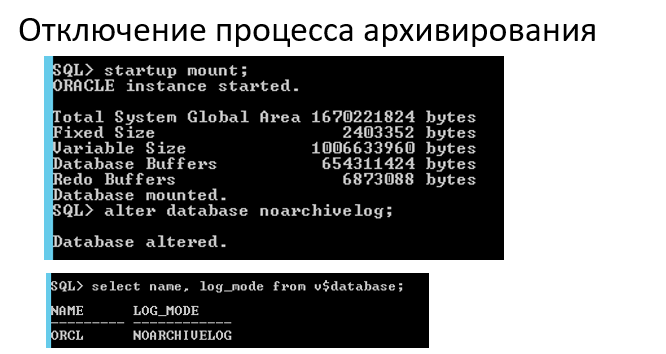 Отключение процесса архивирования
SQL> startup mount;
ORACLE instance started.
Total System Global Area 1670221824 bytes
Fixed Size 2403352 bytes
Variable Size 1006633960 bytes
Database Buffers 654311424 bytes
Redo Buffers 6873088 bytes
Database mounted.
SQL> alter database noarchivelog;
Database altered.
SQL> select name, log_mode from v$database;
NAME LOG_MODE
--------- ------------
ORCL NOARCHIVELOG